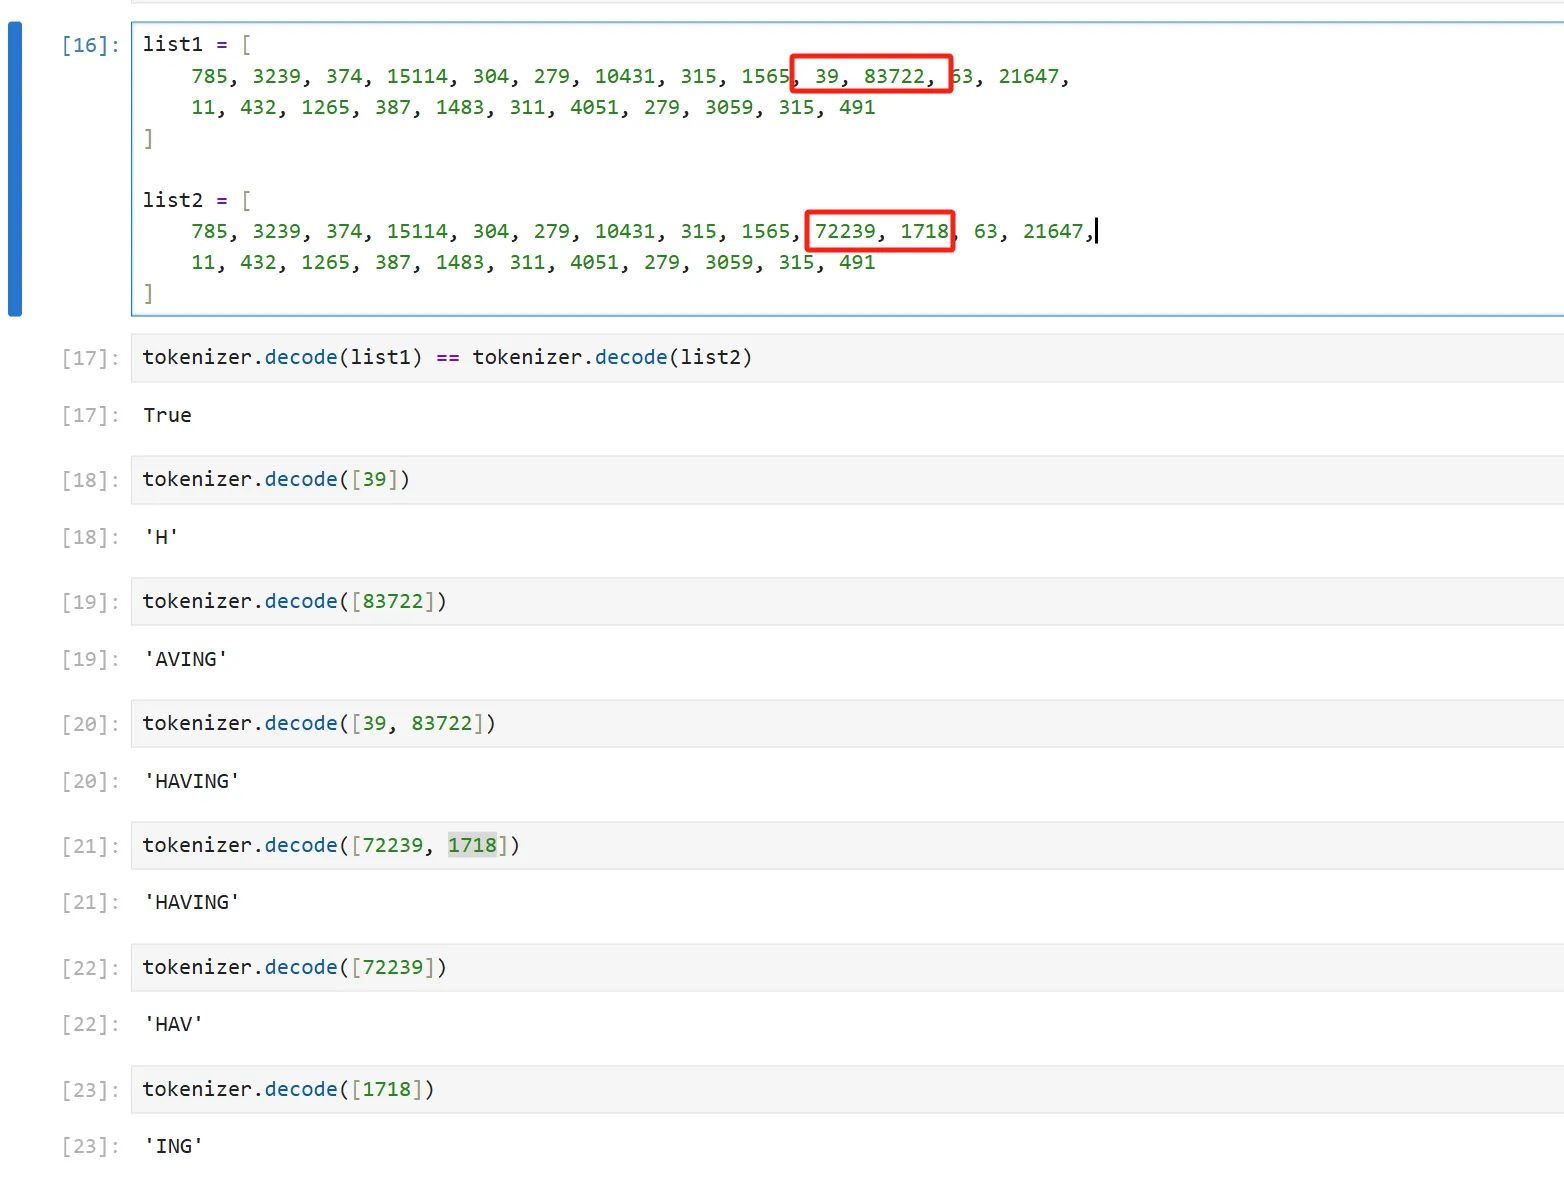 [16]: list1 = [
785, 3239, 374, 15114, 304, 279, 10431, 315, 1565, 39, 83722, 63, 21647,
11, 432, 1265, 387, 1483, 311, 4051, 279, 3059, 315, 491
]
list2 = [
785, 3239, 374, 15114, 304, 279, 10431, 315, 1565, 72239, 1718, 63, 21647,
11, 432, 1265, 387, 1483, 311, 4051, 279, 3059, 315, 491
]
[17]: tokenizer.decode(list1) == tokenizer.decode(list2)
[17]: True
[18]: tokenizer.decode([39])
[18]: 'H'
[19]: tokenizer.decode([83722])
[19]: 'AVING'
[20]: tokenizer.decode([39, 83722])
[20]: 'HAVING'
[21]: tokenizer.decode([72239, 1718])
[21]: 'HAVING'
[22]: tokenizer.decode([72239])
[22]: 'HAV'
[23]: tokenizer.decode([1718])
[23]: 'ING'